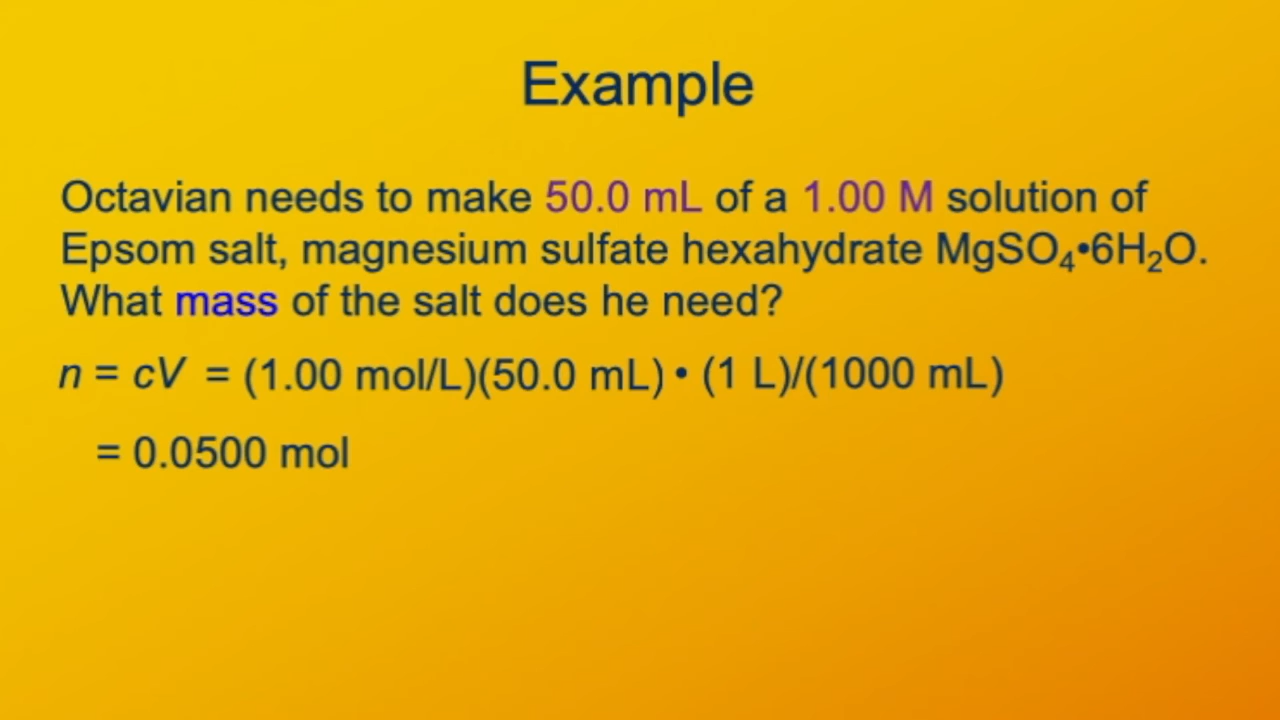 Example
Octavian needs to make 50.0 mL of a 1.00 M solution of
Epsom salt, magnesium sulfate hexahydrate MgSO₄•6H₂O.
What mass of the salt does he need?
n = cV = (1.00 mol/L)(50.0 mL) • (1 L)/(1000 mL)
= 0.0500 mol